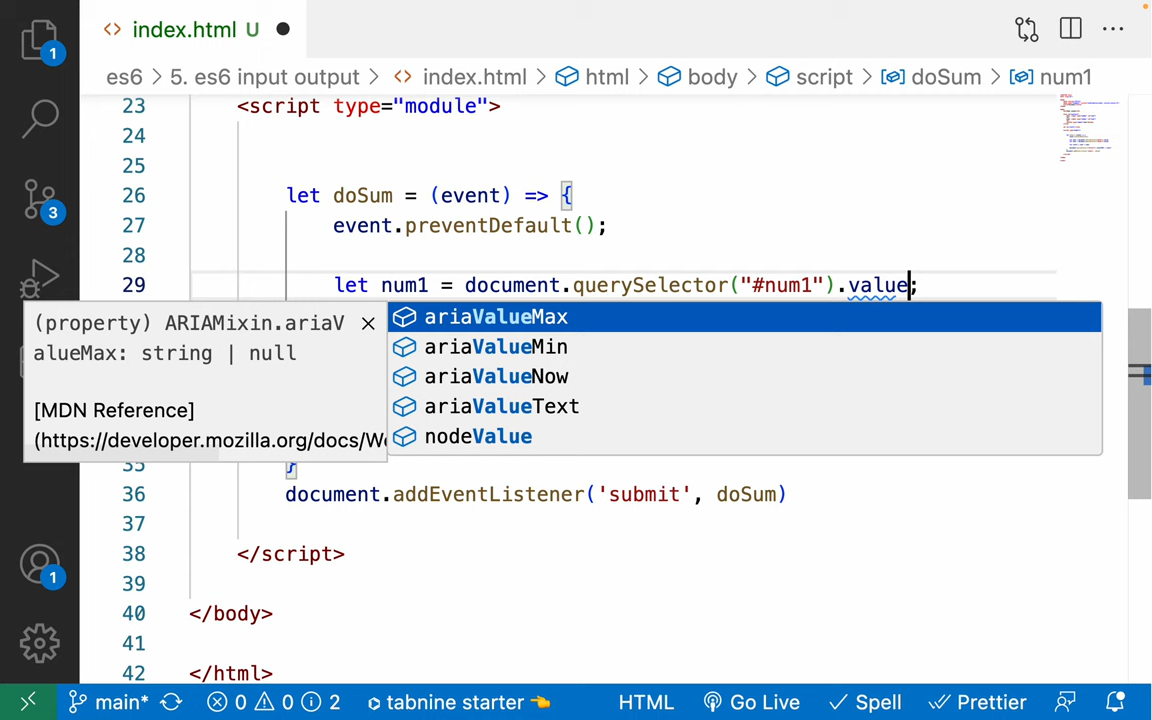 1
3
1
index.html U
es6 > 5. es6 input output > index.html > html > body > script > doSum > num1
23 <script type="module">
24
25
26 let doSum = (event) => {
27 event.preventDefault();
28
29 let num1 = document.querySelector("#num1").value;
ariaValueMax
ariaValueMin
ariaValueNow
ariaValueText
nodeValue
(property) ARIAMixin.ariaV
alueMax: string | null
[MDN Reference]
(https://developer.mozilla.org/docs/We
35 }
36 document.addEventListener('submit', doSum)
37
38 </script>
39
40 </body>
41
42 </html>
main* 0 0 2 tabnine starter 👈 HTML Go Live Spell Prettier